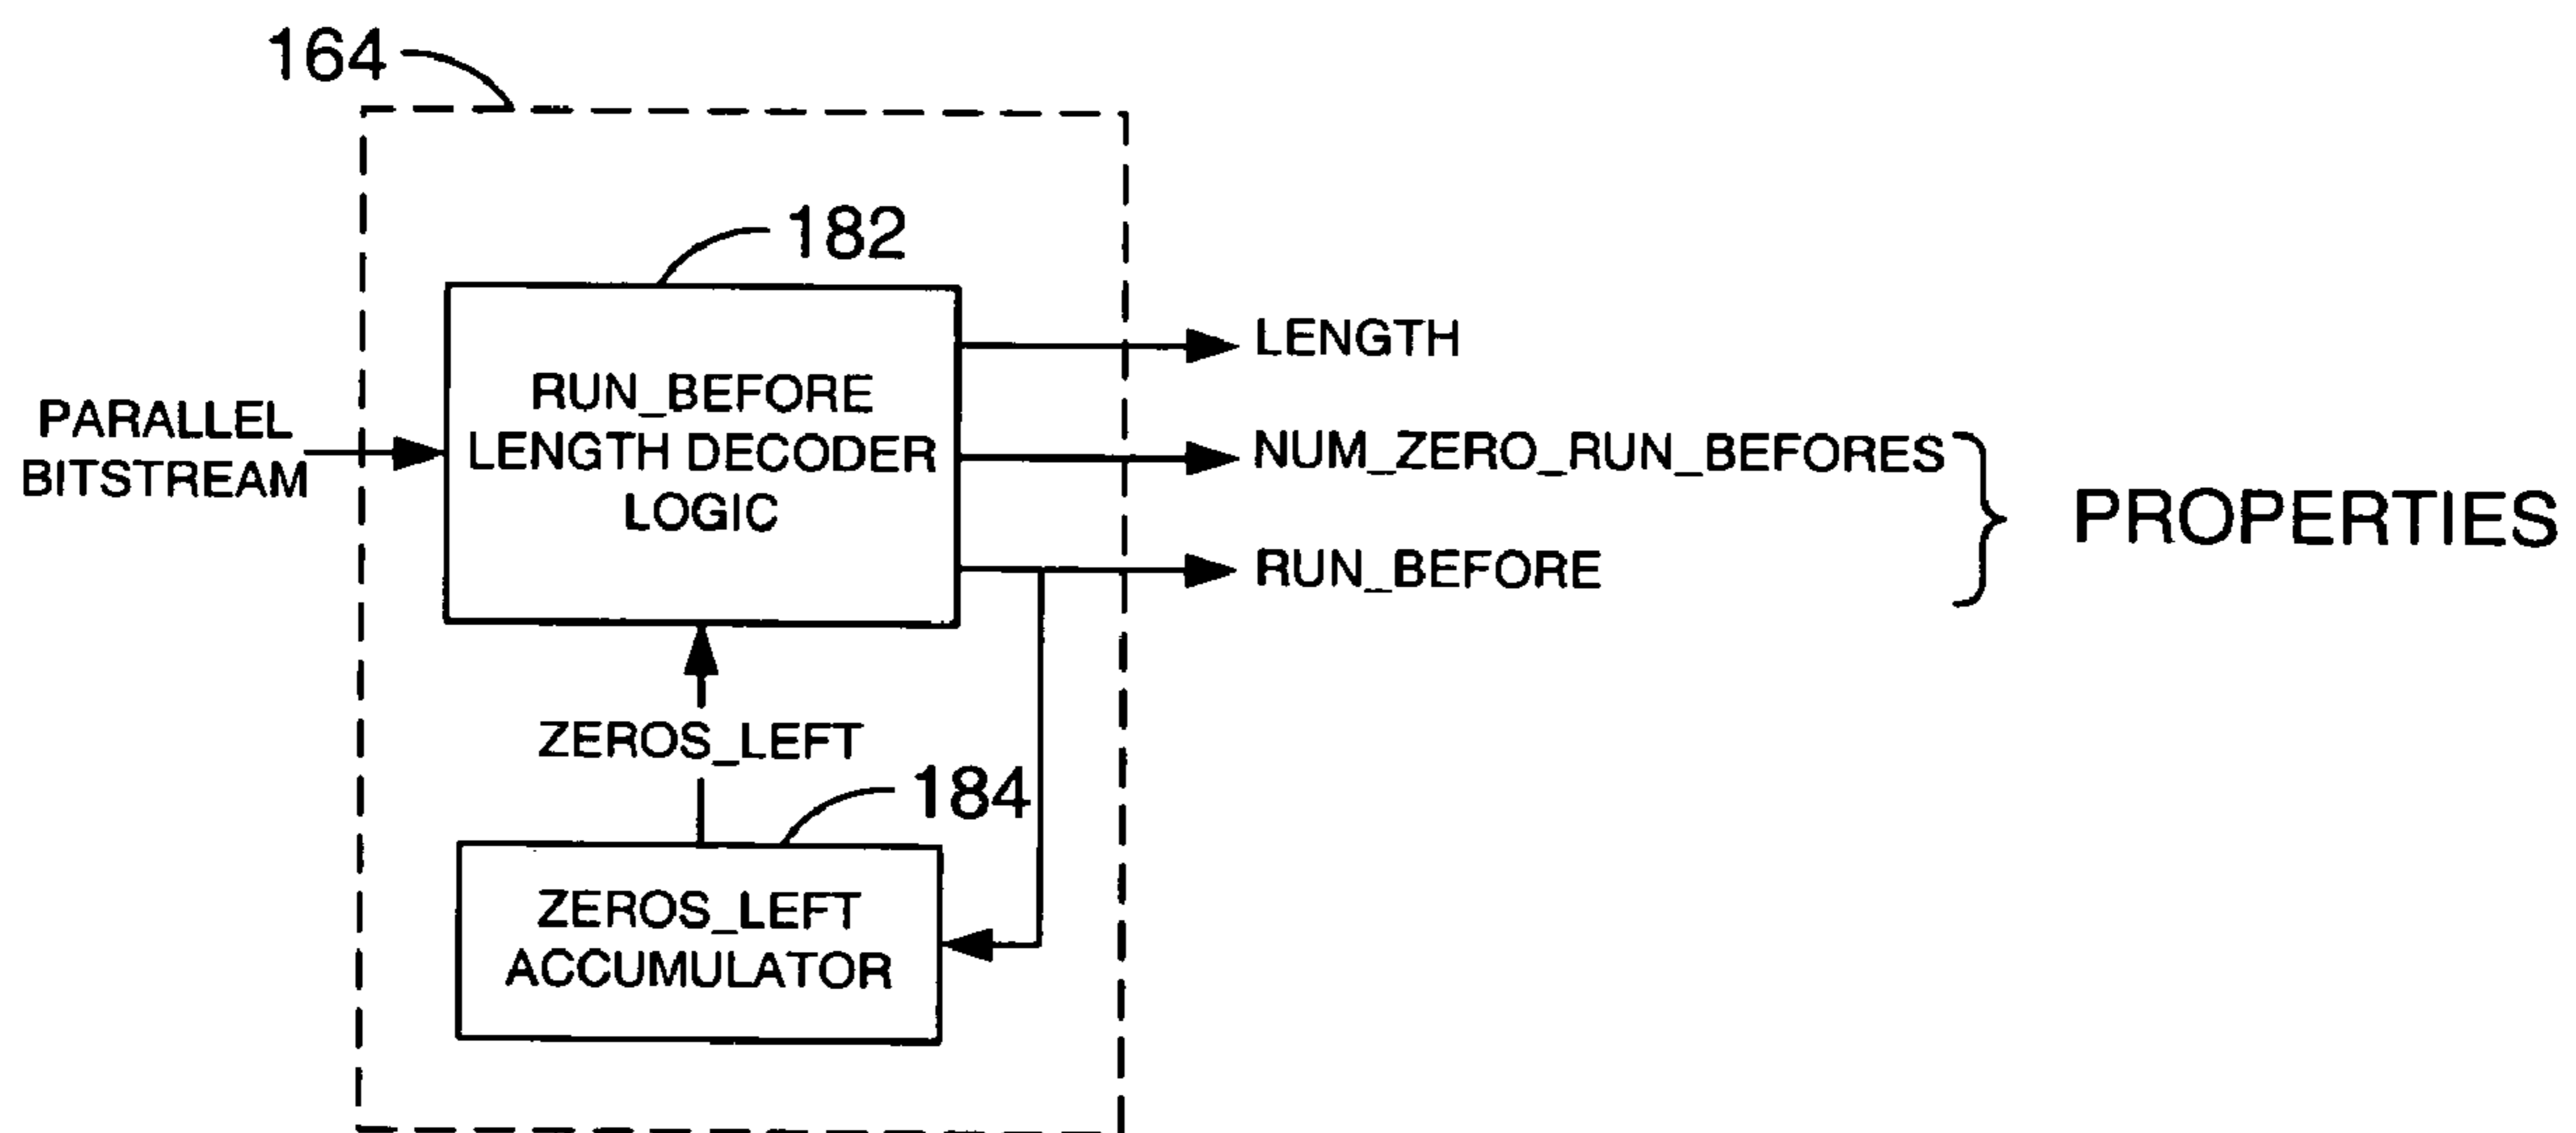 164
182
PARALLEL
BITSTREAM
RUN_BEFORE
LENGTH DECODER
LOGIC
LENGTH
NUM_ZERO_RUN_BEFORES
RUN_BEFORE
PROPERTIES
ZEROS_LEFT
184
ZEROS_LEFT
ACCUMULATOR